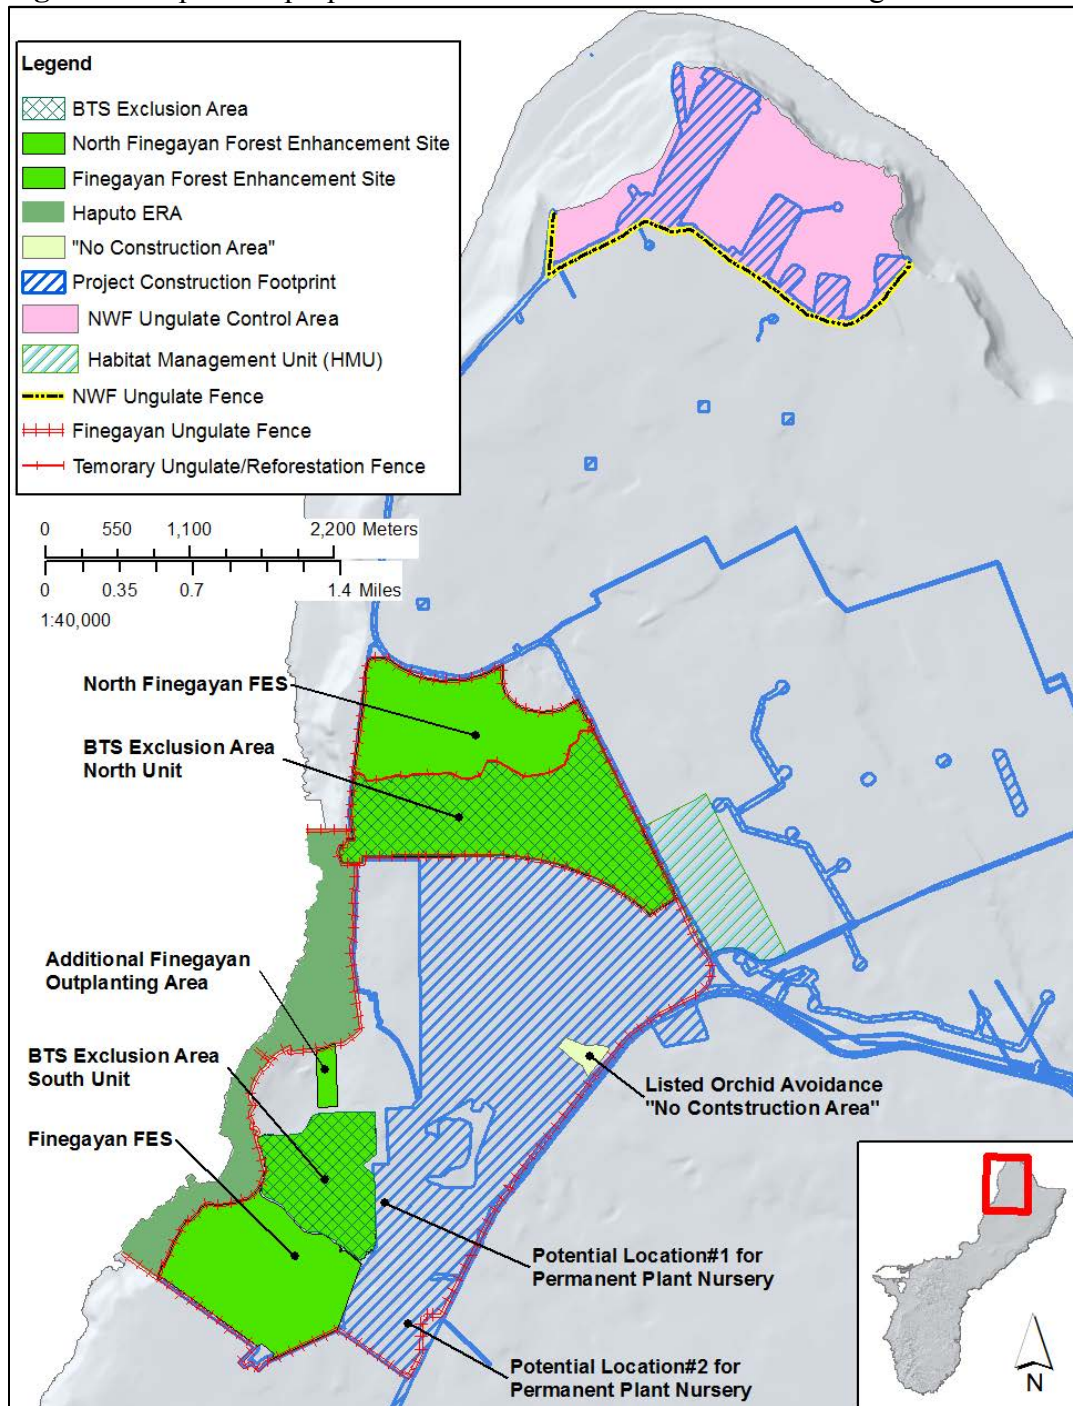 Legend
BTS Exclusion Area
North Finegayan Forest Enhancement Site
Finegayan Forest Enhancement Site
Haputo ERA
"No Construction Area"
Project Construction Footprint
NWF Ungulate Control Area
Habitat Management Unit (HMU)
NWF Ungulate Fence
Finegayan Ungulate Fence
Temorary Ungulate/Reforestation Fence
0 550 1,100 2,200 Meters
0 0.35 0.7 1.4 Miles
1:40,000
North Finegayan FES
BTS Exclusion Area
North Unit
Additional Finegayan
Outplanting Area
BTS Exclusion Area
South Unit
Finegayan FES
Listed Orchid Avoidance
"No Contstruction Area"
Potential Location#1 for
Permanent Plant Nursery
Potential Location#2 for
Permanent Plant Nursery
N